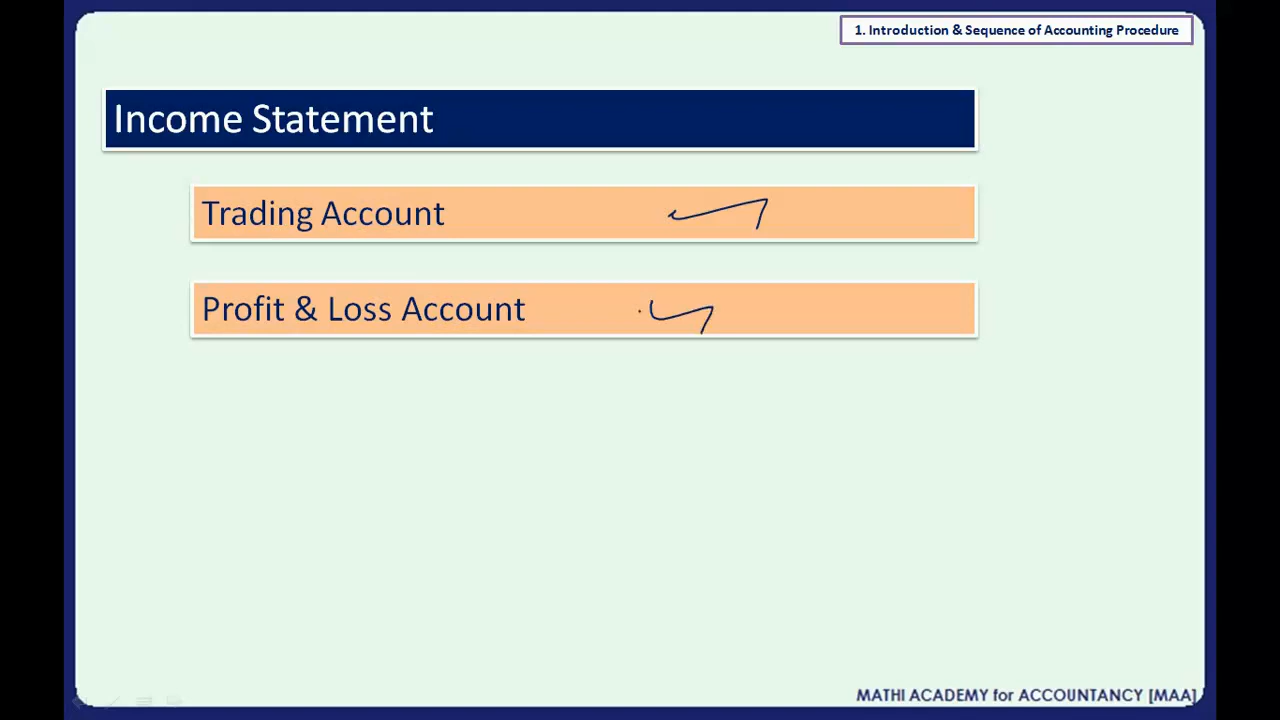 1. Introduction & Sequence of Accounting Procedure
Income Statement
Trading Account
Profit & Loss Account
MATHI ACADEMY for ACCOUNTANCY [MAA]